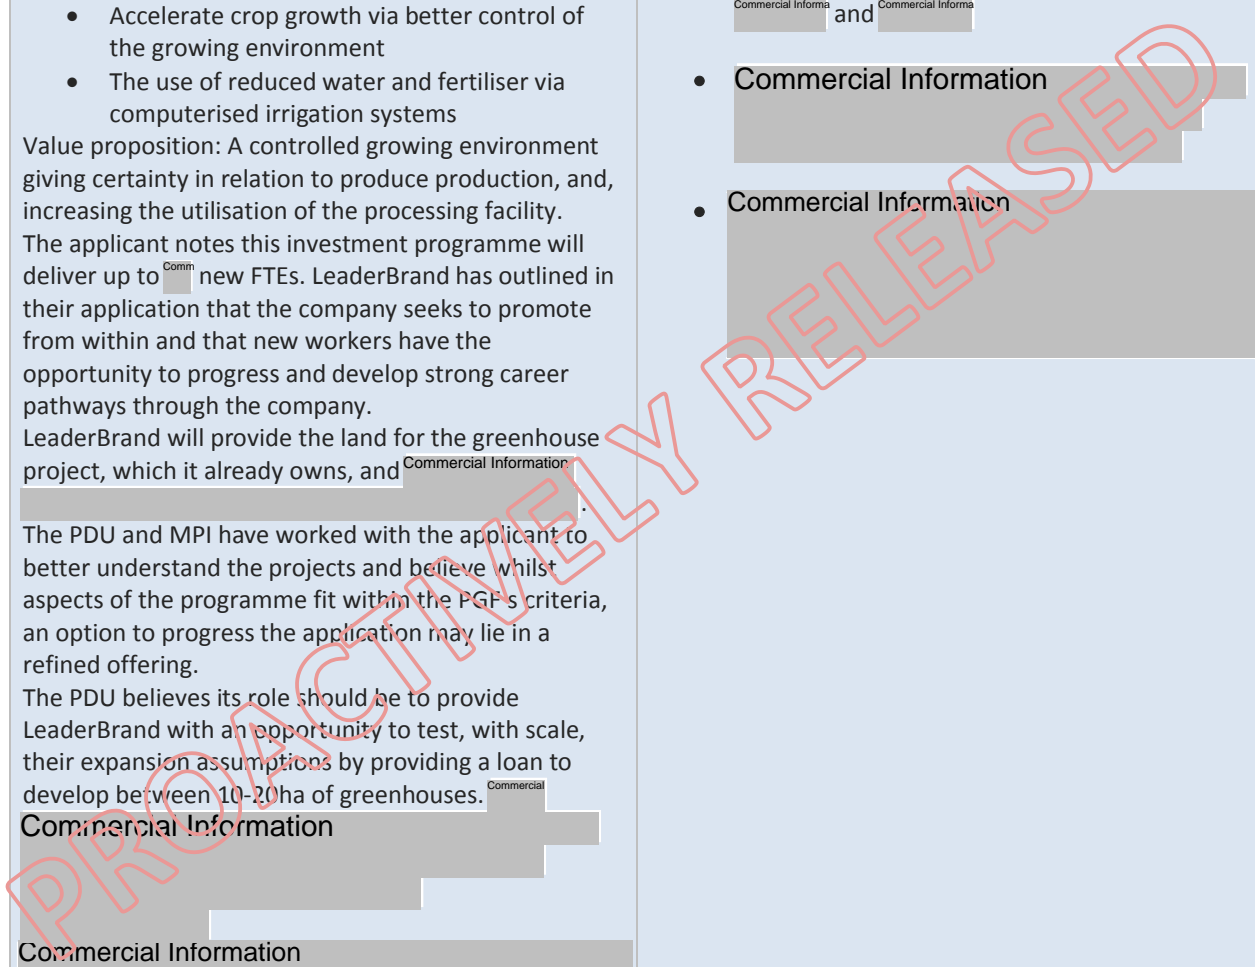 • Accelerate crop growth via better control of
the growing environment
• The use of reduced water and fertiliser via
computerised irrigation systems
Value proposition: A controlled growing environment
giving certainty in relation to produce production, and,
increasing the utilisation of the processing facility.
The applicant notes this investment programme will
deliver up to Comm new FTEs. LeaderBrand has outlined in
their application that the company seeks to promote
from within and that new workers have the
opportunity to progress and develop strong career
pathways through the company.
LeaderBrand will provide the land for the greenhouse
project, which it already owns, and Commercial Information
.
The PDU and MPI have worked with the applicant to
better understand the projects and believe whilst
aspects of the programme fit within the PGF's criteria,
an option to progress the application may lie in a
refined offering.
The PDU believes its role should be to provide
LeaderBrand with an opportunity to test, with scale,
their expansion assumptions by providing a loan to
develop between 10-20ha of greenhouses. Commercial
Commercial Information
Commercial Information
Commercial Informa and Commercial Informa
• Commercial Information
• Commercial Information
PROACTIVELY RELEASED